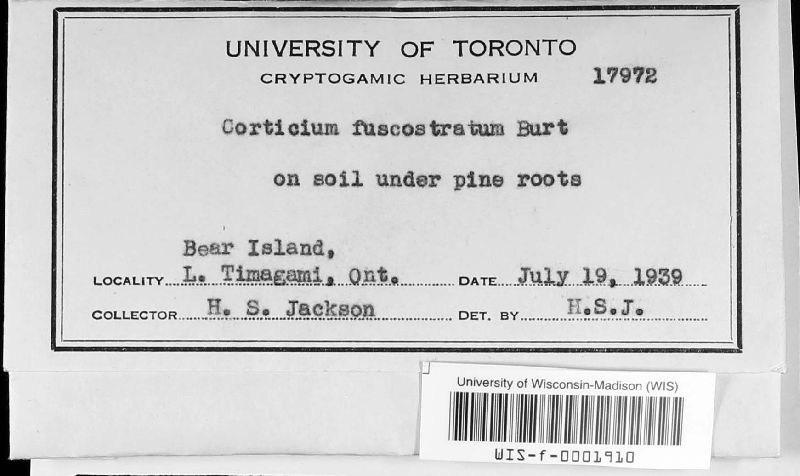 UNIVERSITY OF TORONTO
CRYPTOGAMIC HERBARIUM 17972
Corticium fuscostratum Burt
on soil under pine roots
Bear Island,
LOCALITY L. Timagami, Ont. DATE July 19, 1939
COLLECTOR H. S. Jackson DET. BY H.S.J.
University of Wisconsin-Madison (WIS)
WIS-f-0001910